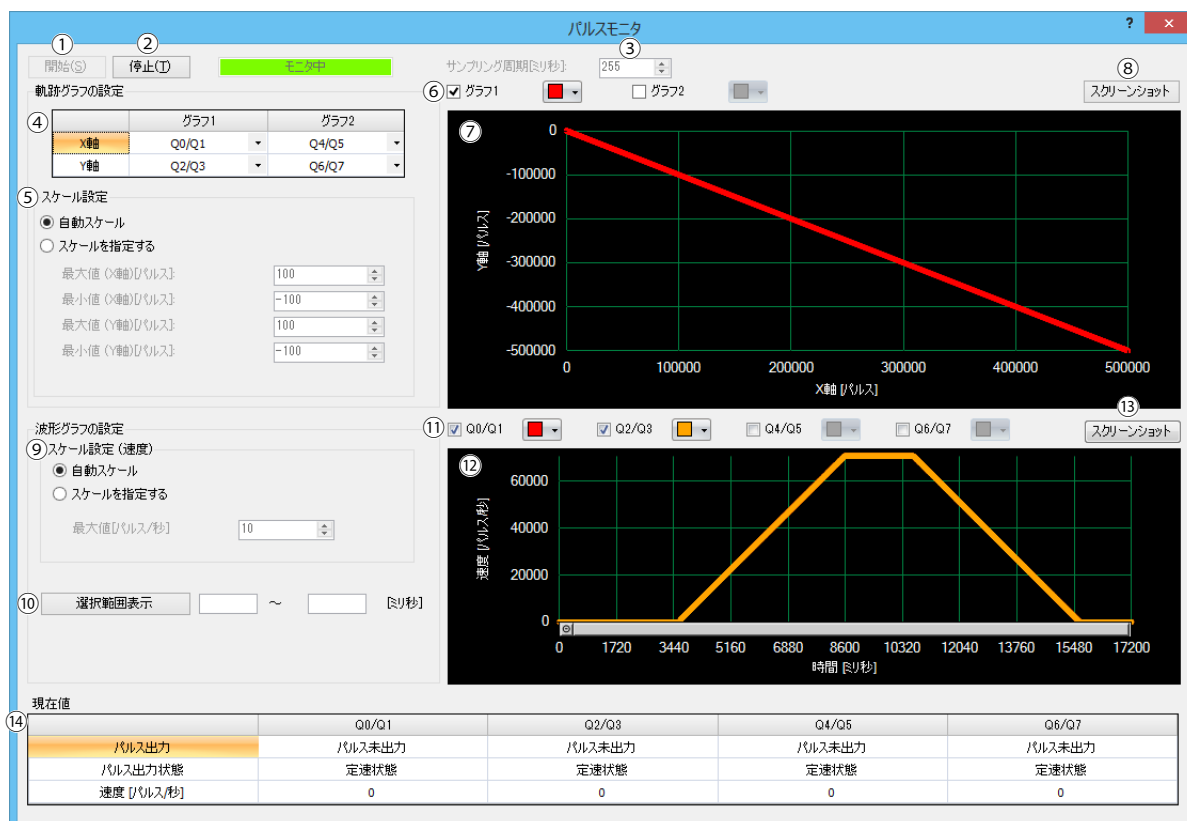 パルスモニタ ? ×
① ② ③
開始(S) 停止(T) モニタ中 サンプリング周期[ミリ秒]: 255
⑧
軌跡グラフの設定 ⑥ グラフ1 グラフ2 スクリーンショット
④ グラフ1 グラフ2
X軸 Q0/Q1 Q4/Q5
Y軸 Q2/Q3 Q6/Q7
⑤ スケール設定
自動スケール
スケールを指定する
最大値 (X軸)[パルス]: 100
最小値 (X軸)[パルス]: -100
最大値 (Y軸)[パルス]: 100
最小値 (Y軸)[パルス]: -100
⑦
Y軸 [パルス]
0
-100000
-200000
-300000
-400000
-500000
0 100000 200000 300000 400000 500000
X軸 [パルス]
⑬
波形グラフの設定 ⑪ Q0/Q1 Q2/Q3 Q4/Q5 Q6/Q7 スクリーンショット
⑨ スケール設定 (速度)
自動スケール
スケールを指定する
最大値[パルス/秒] 10
⑩ 選択範囲表示 ～ [ミリ秒]
⑫
速度 [パルス/秒]
60000
40000
20000
0
0 1720 3440 5160 6880 8600 10320 12040 13760 15480 17200
時間 [ミリ秒]
現在値
⑭ Q0/Q1 Q2/Q3 Q4/Q5 Q6/Q7
パルス出力 パルス未出力 パルス未出力 パルス未出力 パルス未出力
パルス出力状態 定速状態 定速状態 定速状態 定速状態
速度 [パルス/秒] 0 0 0 0